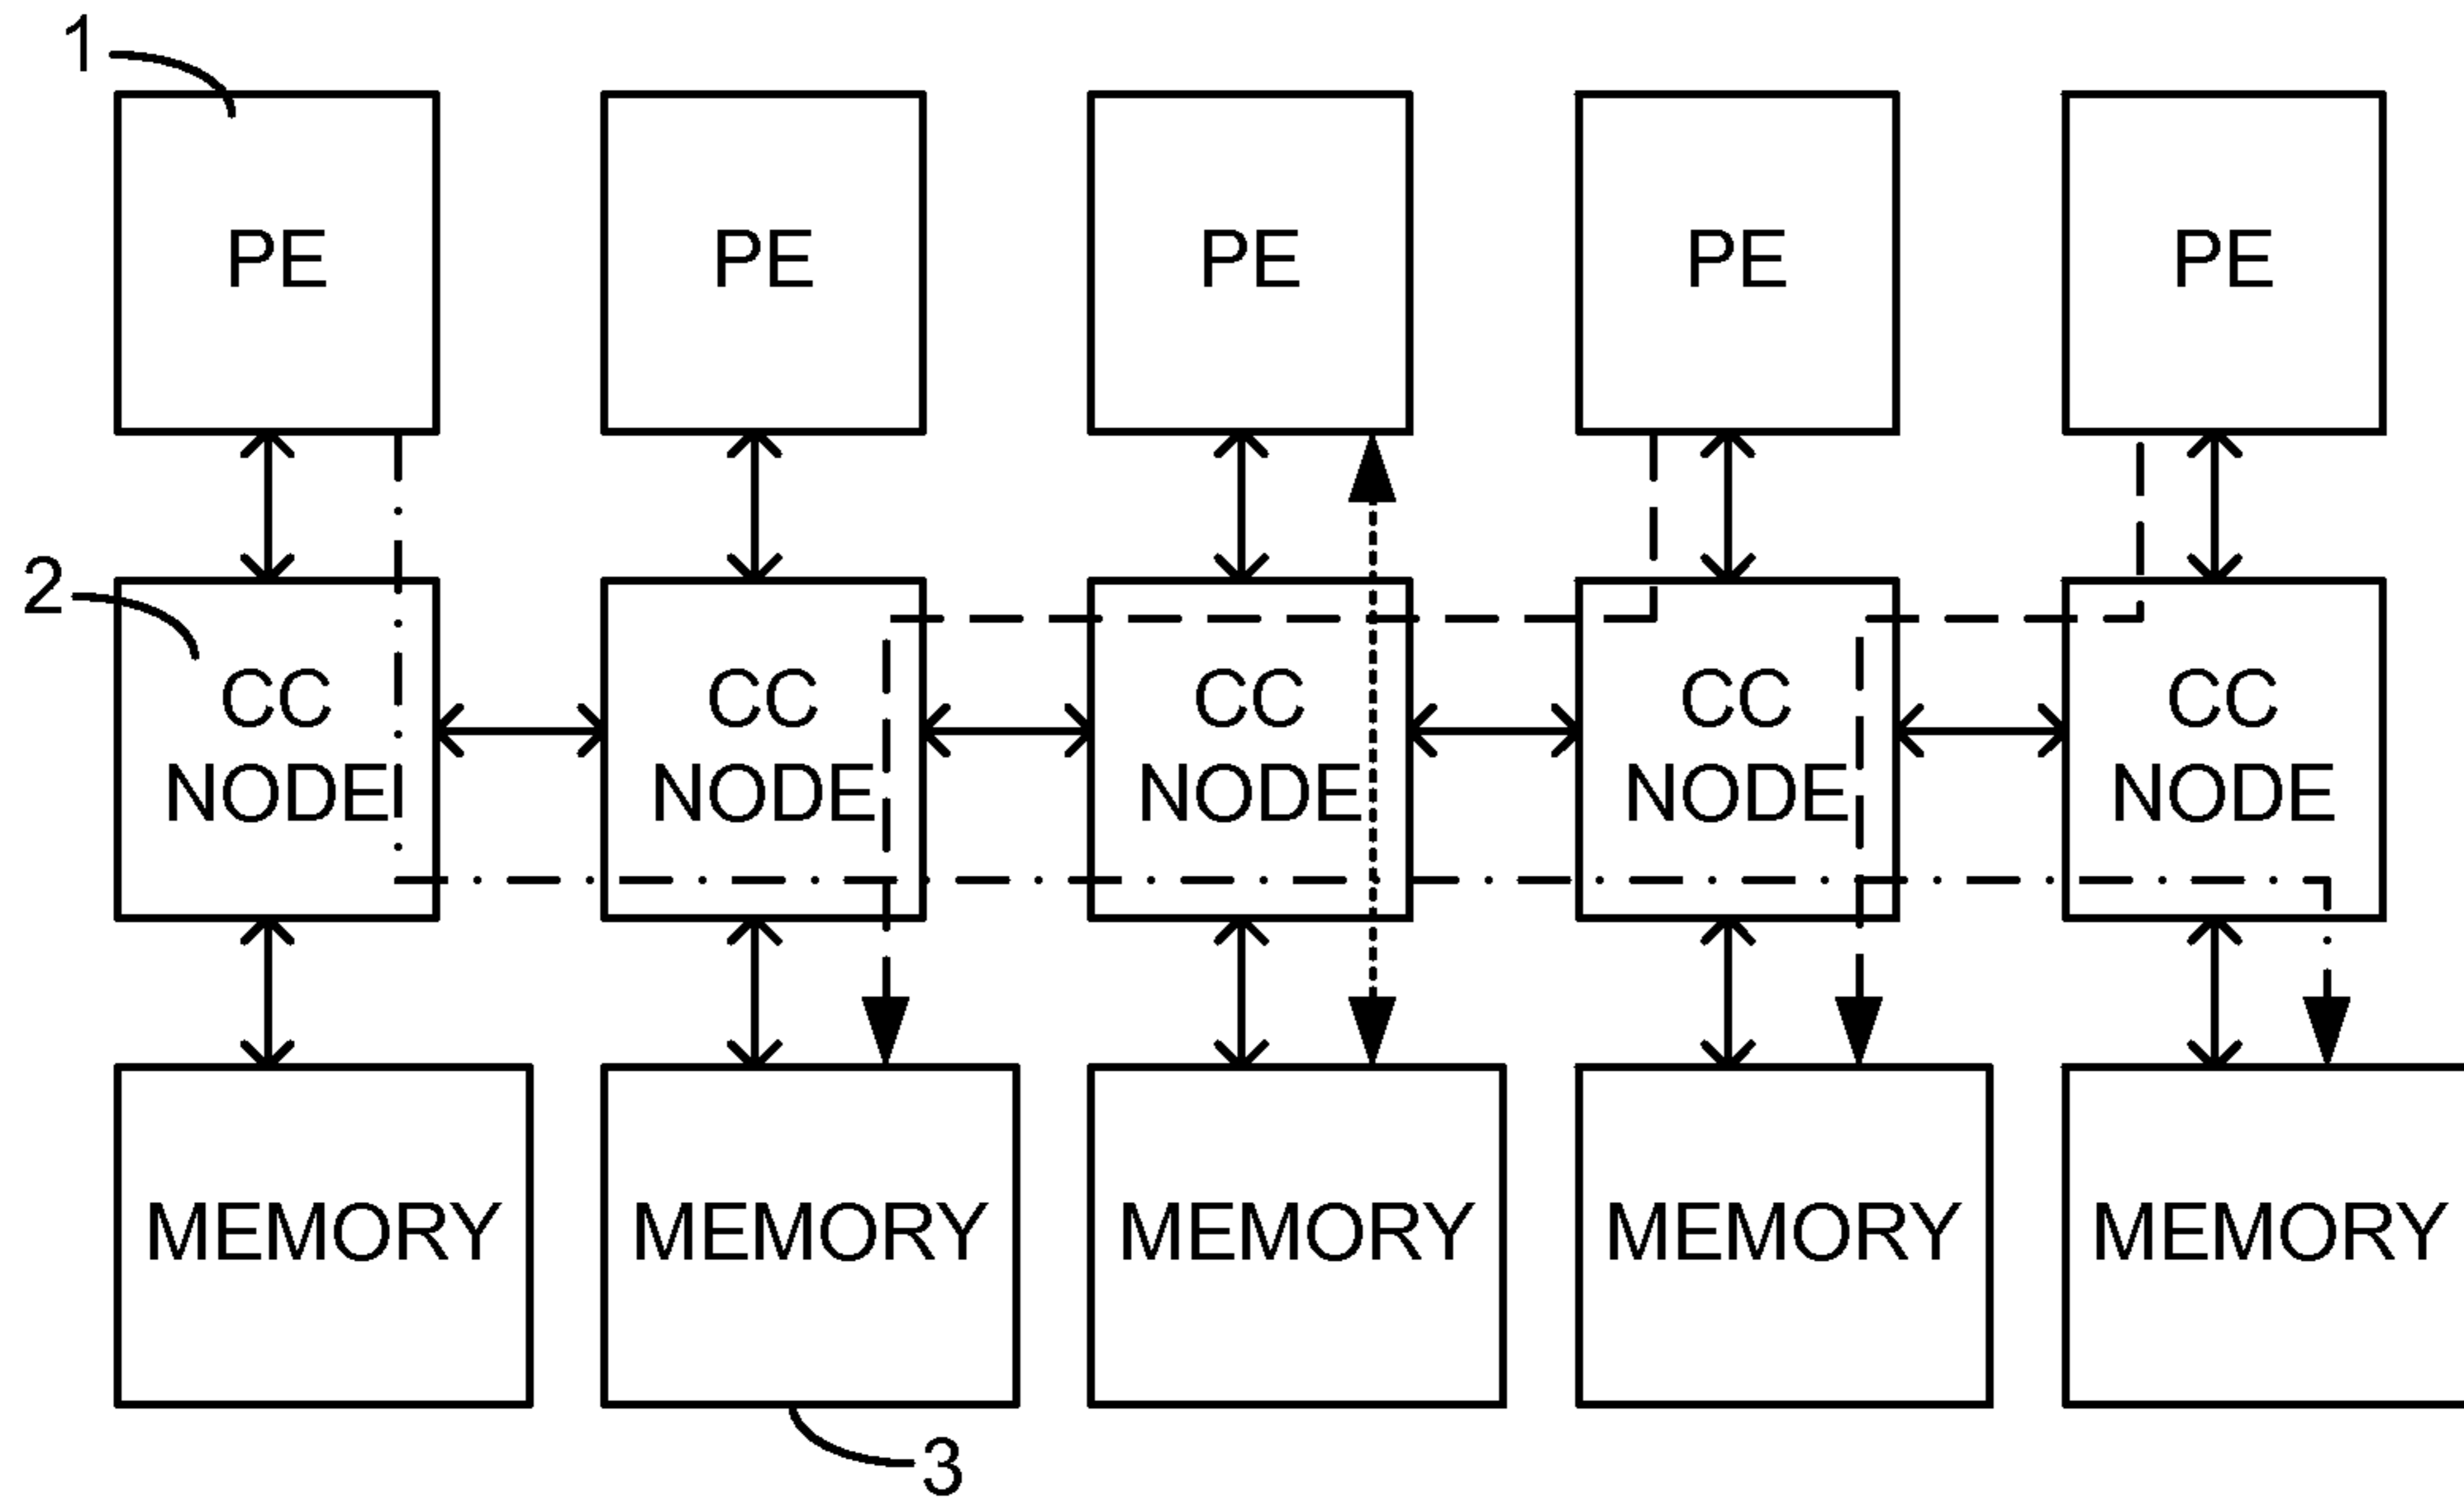 1
PE PE PE PE PE
2
CC CC CC CC CC
NODE NODE NODE NODE NODE
MEMORY MEMORY MEMORY MEMORY MEMORY
3